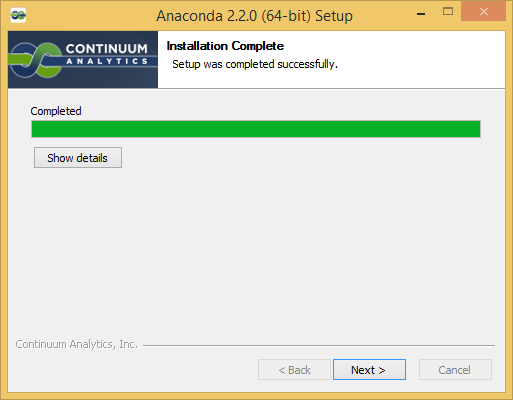 Anaconda 2.2.0 (64-bit) Setup
CONTINUUM
ANALYTICS
Installation Complete
Setup was completed successfully.
Completed
Show details
Continuum Analytics, Inc.
< Back
Next >
Cancel